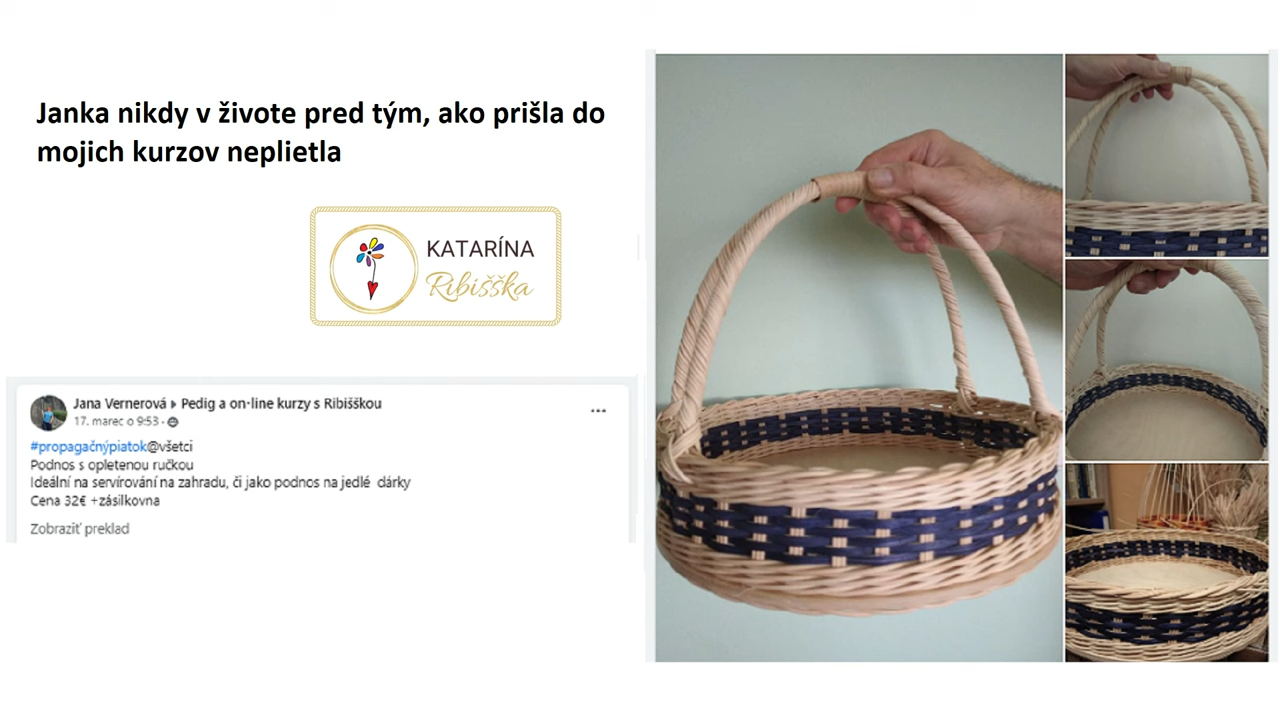 Janka nikdy v živote pred tým, ako prišla do
mojich kurzov neplietla
KATARÍNA
Ribišška
Jana Vernerová ▸ Pedig a on-line kurzy s Ribišškou
17. marec o 9:53 ·
#propagačnýpiatok@všetci
Podnos s opletenou ručkou
Ideální na servírování na zahradu, či jako podnos na jedlé dárky
Cena 32€ +zásilkovna
Zobraziť preklad